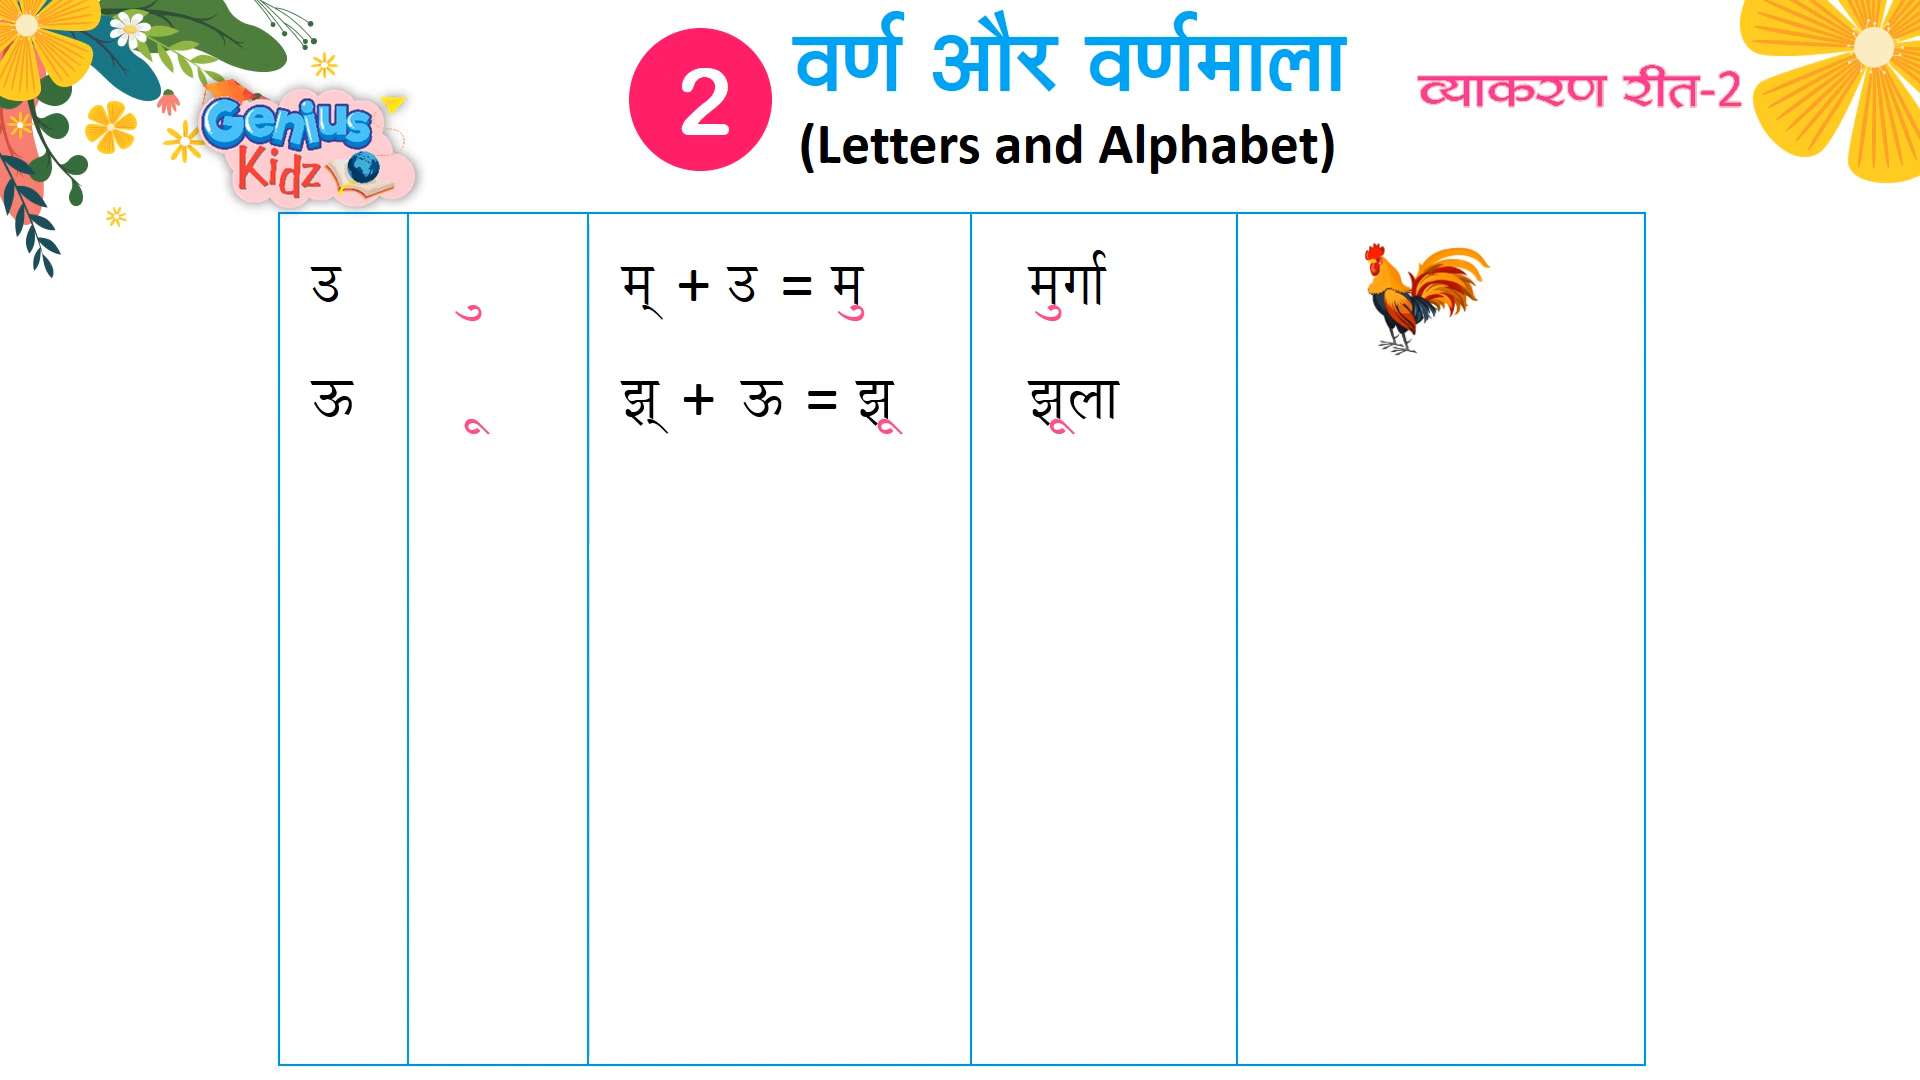 Genius
Kidz
2
वर्ण और वर्णमाला
(Letters and Alphabet)
व्याकरण रीत-2
उ ु म् + उ = मु मुर्गा
ऊ ू झ् + ऊ = झू झूला